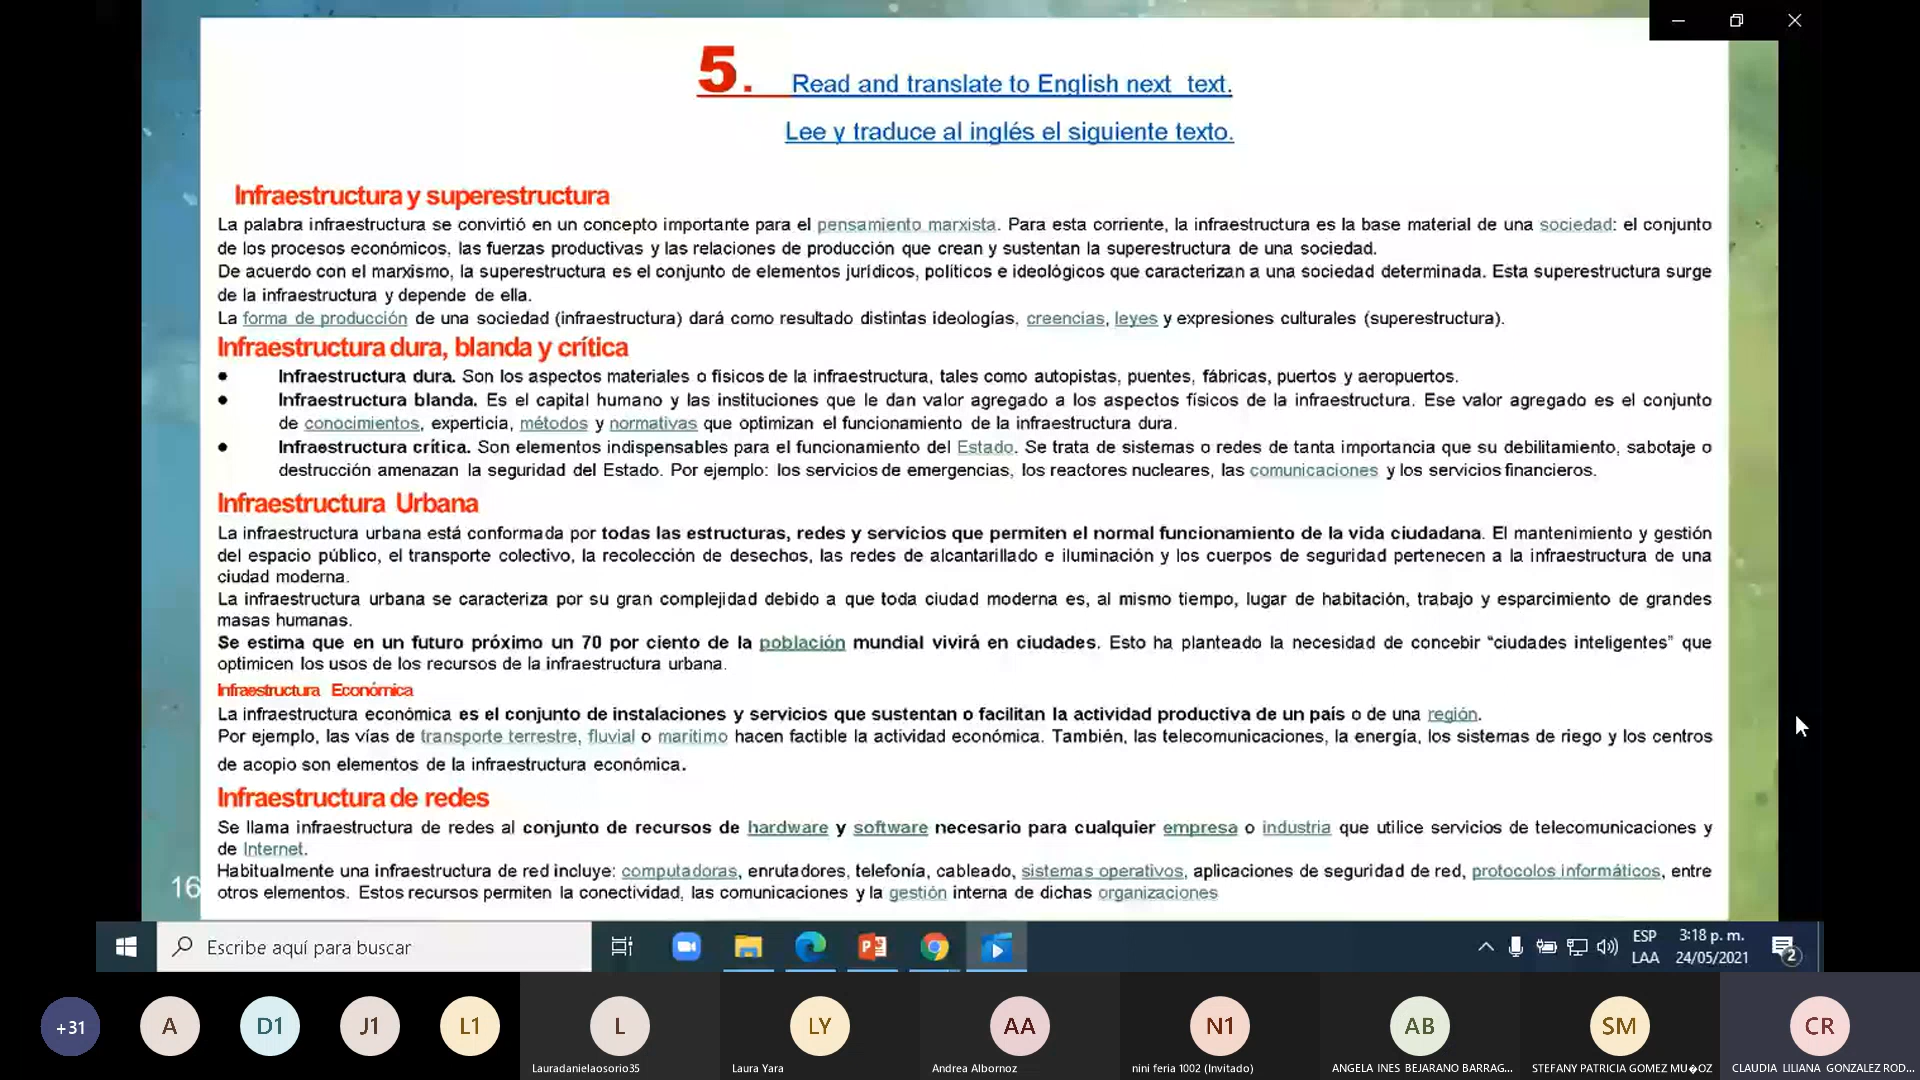 5. Read and translate to English next text.
Lee y traduce al inglés el siguiente texto.
Infraestructura y superestructura
La palabra infraestructura se convirtió en un concepto importante para el pensamiento marxista. Para esta corriente, la infraestructura es la base material de una sociedad: el conjunto
de los procesos económicos, las fuerzas productivas y las relaciones de producción que crean y sustentan la superestructura de una sociedad.
De acuerdo con el marxismo, la superestructura es el conjunto de elementos jurídicos, políticos e ideológicos que caracterizan a una sociedad determinada. Esta superestructura surge
de la infraestructura y depende de ella.
La forma de producción de una sociedad (infraestructura) dará como resultado distintas ideologías, creencias, leyes y expresiones culturales (superestructura).
Infraestructura dura, blanda y crítica
• Infraestructura dura. Son los aspectos materiales o físicos de la infraestructura, tales como autopistas, puentes, fábricas, puertos y aeropuertos.
• Infraestructura blanda. Es el capital humano y las instituciones que le dan valor agregado a los aspectos físicos de la infraestructura. Ese valor agregado es el conjunto
de conocimientos, experticia, métodos y normativas que optimizan el funcionamiento de la infraestructura dura.
• Infraestructura crítica. Son elementos indispensables para el funcionamiento del Estado. Se trata de sistemas o redes de tanta importancia que su debilitamiento, sabotaje o
destrucción amenazan la seguridad del Estado. Por ejemplo: los servicios de emergencias, los reactores nucleares, las comunicaciones y los servicios financieros.
Infraestructura Urbana
La infraestructura urbana está conformada por todas las estructuras, redes y servicios que permiten el normal funcionamiento de la vida ciudadana. El mantenimiento y gestión
del espacio público, el transporte colectivo, la recolección de desechos, las redes de alcantarillado e iluminación y los cuerpos de seguridad pertenecen a la infraestructura de una
ciudad moderna.
La infraestructura urbana se caracteriza por su gran complejidad debido a que toda ciudad moderna es, al mismo tiempo, lugar de habitación, trabajo y esparcimiento de grandes
masas humanas.
Se estima que en un futuro próximo un 70 por ciento de la población mundial vivirá en ciudades. Esto ha planteado la necesidad de concebir “ciudades inteligentes” que
optimicen los usos de los recursos de la infraestructura urbana.
Infraestructura Económica
La infraestructura económica es el conjunto de instalaciones y servicios que sustentan o facilitan la actividad productiva de un país o de una región.
Por ejemplo, las vías de transporte terrestre, fluvial o marítimo hacen factible la actividad económica. También, las telecomunicaciones, la energía, los sistemas de riego y los centros
de acopio son elementos de la infraestructura económica.
Infraestructura de redes
Se llama infraestructura de redes al conjunto de recursos de hardware y software necesario para cualquier empresa o industria que utilice servicios de telecomunicaciones y
de Internet.
Habitualmente una infraestructura de red incluye: computadoras, enrutadores, telefonía, cableado, sistemas operativos, aplicaciones de seguridad de red, protocolos informáticos, entre
otros elementos. Estos recursos permiten la conectividad, las comunicaciones y la gestión interna de dichas organizaciones
16
Escribe aquí para buscar
ESP
LAA
3:18 p. m.
24/05/2021
2
+31
A
D1
J1
L1
L
LY
AA
N1
AB
SM
CR
Lauradanielaosorio35
Laura Yara
Andrea Albornoz
nini feria 1002 (Invitado)
ANGELA INES BEJARANO BARRAG...
STEFANY PATRICIA GOMEZ MU�OZ
CLAUDIA LILIANA GONZALEZ ROD...